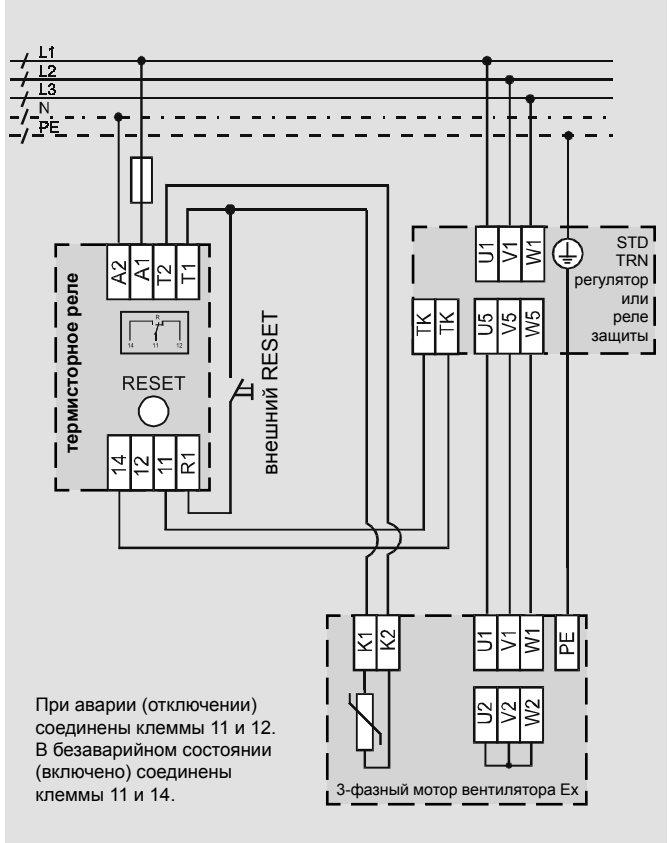 L1
L2
L3
N
PE
A2
A1
T2
T1
термисторное реле
R
14
11
12
RESET
14
12
11
R1
внешний RESET
U1
V1
W1
STD
TRN
регулятор
или
реле
защиты
TK
TK
U5
V5
W5
K1
K2
U1
V1
W1
PE
U2
V2
W2
3-фазный мотор вентилятора Ex
При аварии (отключении)
соединены клеммы 11 и 12.
В безаварийном состоянии
(включено) соединены
клеммы 11 и 14.